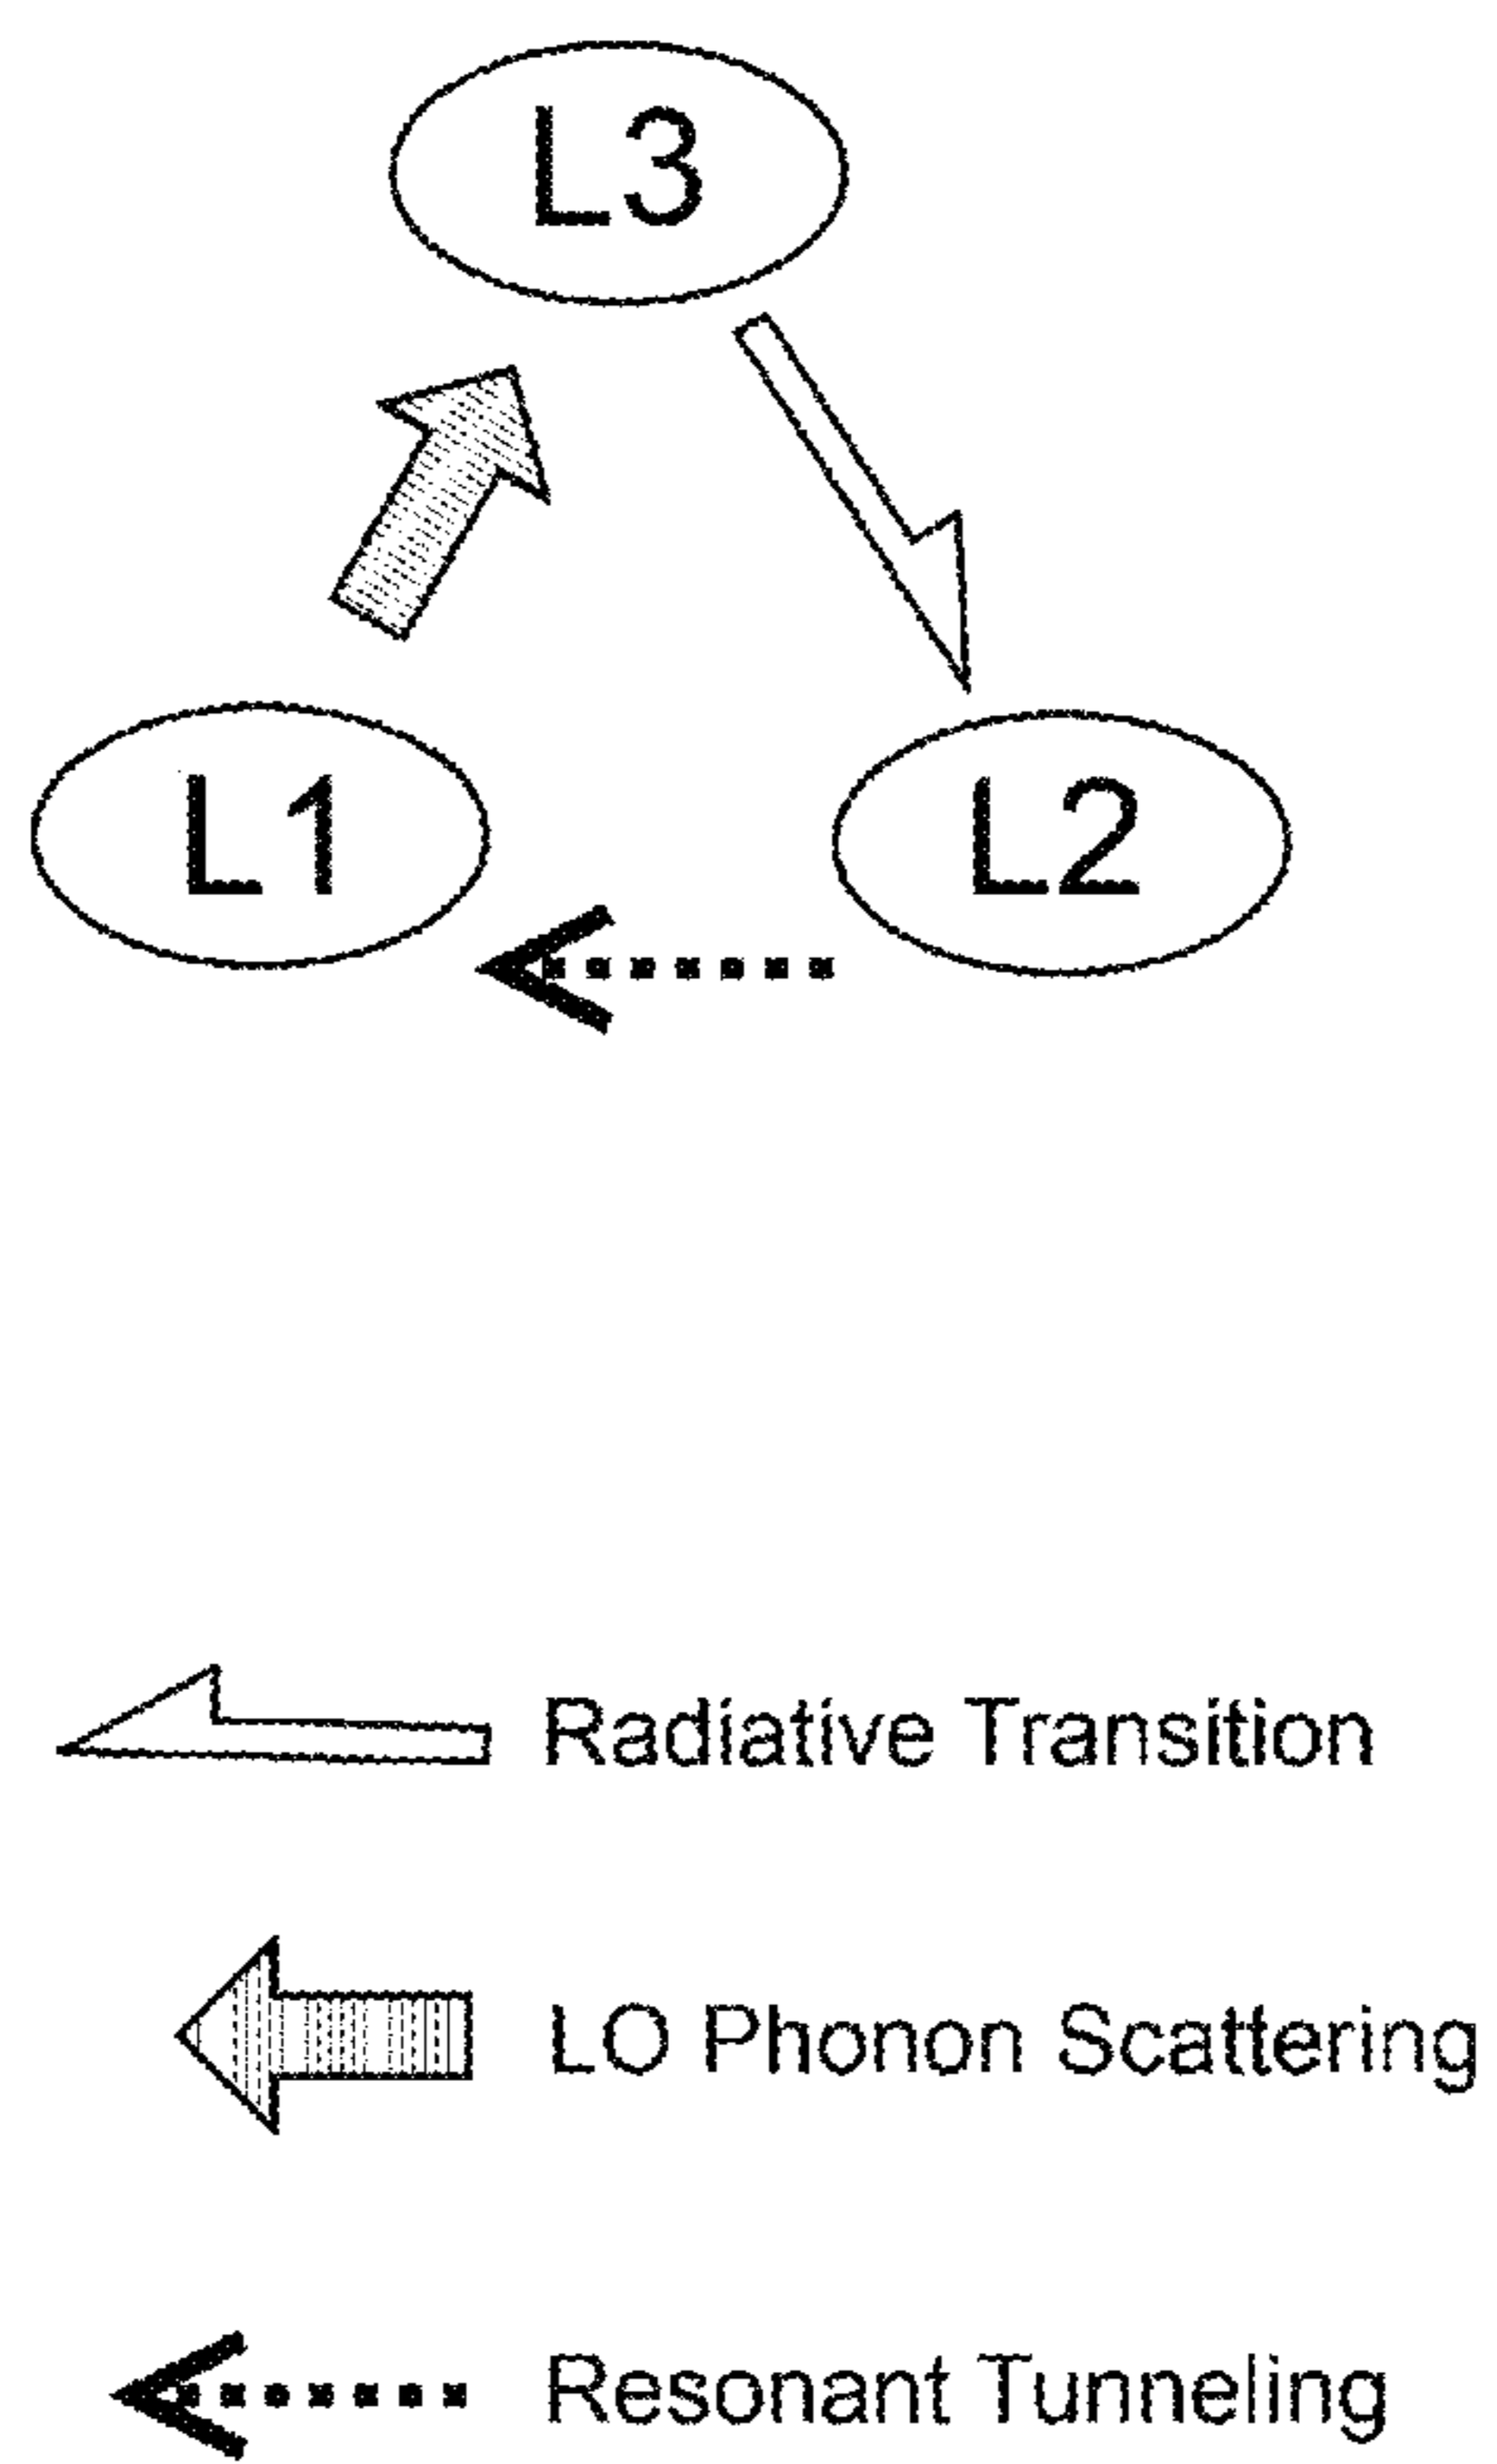 L3
L1
L2
Radiative Transition
LO Phonon Scattering
Resonant Tunneling